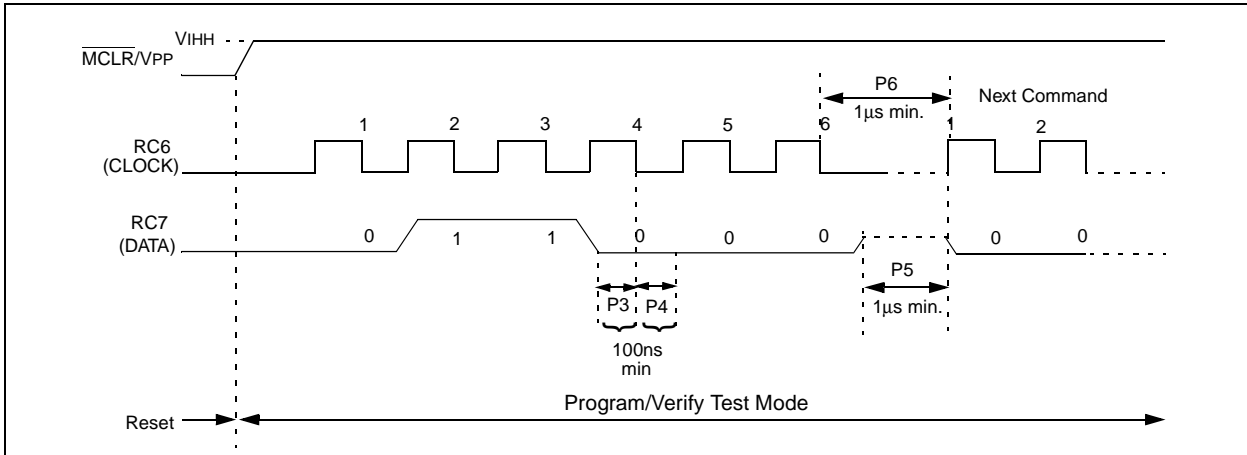 VIHH
MCLR/VPP
P6
1μs min.
Next Command
1 2 3 4 5 6 1 2
RC6
(CLOCK)
RC7
(DATA)
0 1 1 0 0 0 0 0
P5
1μs min.
P3 P4
100ns
min
Program/Verify Test Mode
Reset